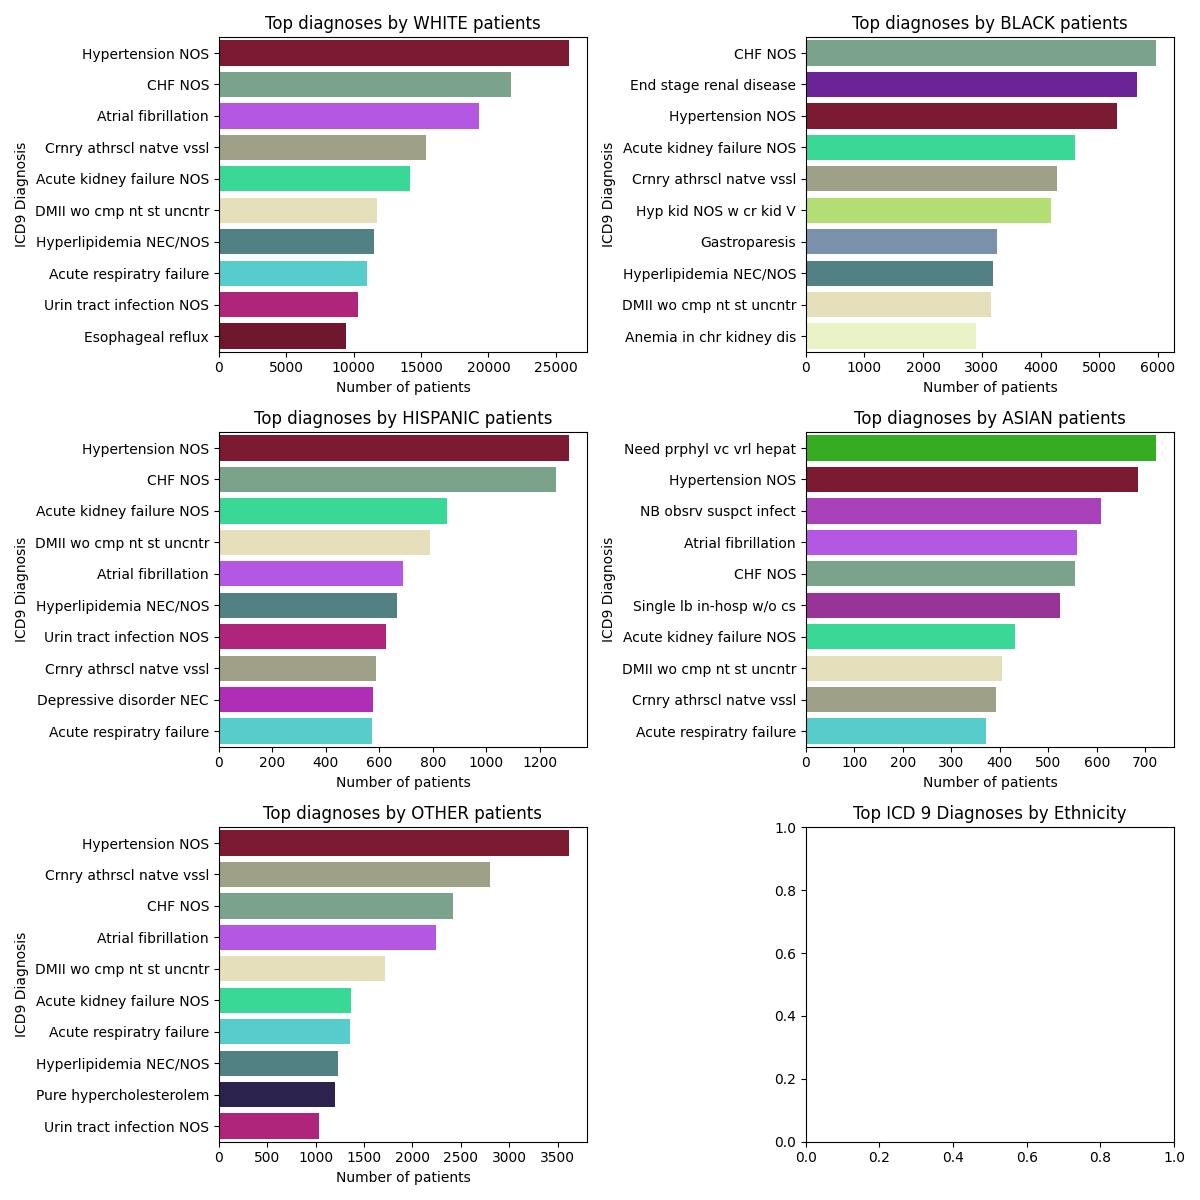 Top diagnoses by WHITE patients
ICD9 Diagnosis
Hypertension NOS
CHF NOS
Atrial fibrillation
Crnry athrscl natve vssl
Acute kidney failure NOS
DMII wo cmp nt st uncntr
Hyperlipidemia NEC/NOS
Acute respiratry failure
Urin tract infection NOS
Esophageal reflux
0 5000 10000 15000 20000 25000
Number of patients
Top diagnoses by BLACK patients
ICD9 Diagnosis
CHF NOS
End stage renal disease
Hypertension NOS
Acute kidney failure NOS
Crnry athrscl natve vssl
Hyp kid NOS w cr kid V
Gastroparesis
Hyperlipidemia NEC/NOS
DMII wo cmp nt st uncntr
Anemia in chr kidney dis
0 1000 2000 3000 4000 5000 6000
Number of patients
Top diagnoses by HISPANIC patients
ICD9 Diagnosis
Hypertension NOS
CHF NOS
Acute kidney failure NOS
DMII wo cmp nt st uncntr
Atrial fibrillation
Hyperlipidemia NEC/NOS
Urin tract infection NOS
Crnry athrscl natve vssl
Depressive disorder NEC
Acute respiratry failure
0 200 400 600 800 1000 1200
Number of patients
Top diagnoses by ASIAN patients
ICD9 Diagnosis
Need prphyl vc vrl hepat
Hypertension NOS
NB obsrv suspct infect
Atrial fibrillation
CHF NOS
Single lb in-hosp w/o cs
Acute kidney failure NOS
DMII wo cmp nt st uncntr
Crnry athrscl natve vssl
Acute respiratry failure
0 100 200 300 400 500 600 700
Number of patients
Top diagnoses by OTHER patients
ICD9 Diagnosis
Hypertension NOS
Crnry athrscl natve vssl
CHF NOS
Atrial fibrillation
DMII wo cmp nt st uncntr
Acute kidney failure NOS
Acute respiratry failure
Hyperlipidemia NEC/NOS
Pure hypercholesterolem
Urin tract infection NOS
0 500 1000 1500 2000 2500 3000 3500
Number of patients
Top ICD 9 Diagnoses by Ethnicity
1.0
0.8
0.6
0.4
0.2
0.0
0.0 0.2 0.4 0.6 0.8 1.0